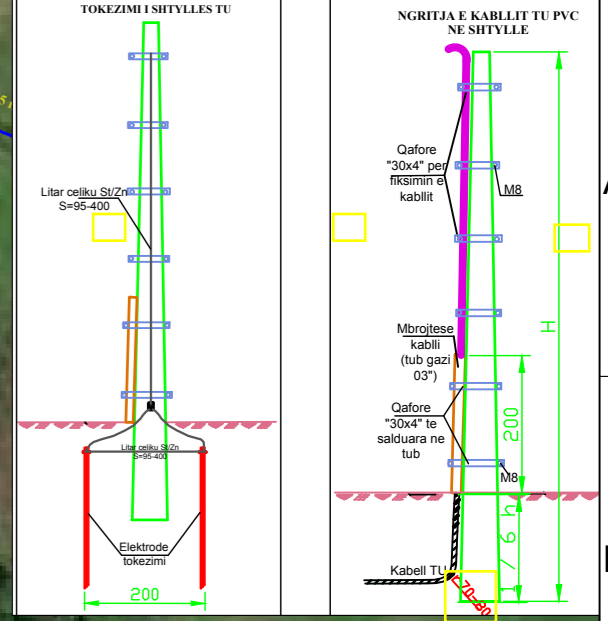 TOKEZIMI I SHTYLLES TU
Litar celiku St/Zn
S=95-400
Litar celiku St/Zn
S=95-400
Elektrode
tokezimi
200
NGRITJA E KABLLIT TU PVC
NE SHTYLLE
Qafore
"30x4" per
fiksimin e
kabllit
M8
H
Mbrojtese
kablli
(tub gazi
03")
Qafore
"30x4" te
salduara ne
tub
200
M8
1 / 6 h
Kabell TU
r 70-80